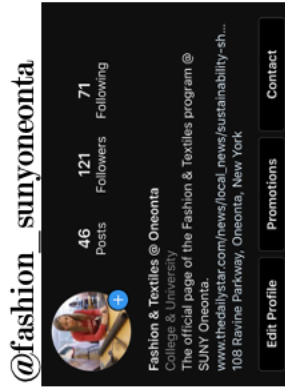 @fashion_sunyoneonta
46 121 71
Posts Followers Following
Fashion & Textiles @ Oneonta
College & University
The official page of the Fashion & Textiles program @
SUNY Oneonta.
www.thedailystar.com/news/local_news/sustainability-sh...
108 Ravine Parkway, Oneonta, New York
Edit Profile Promotions Contact